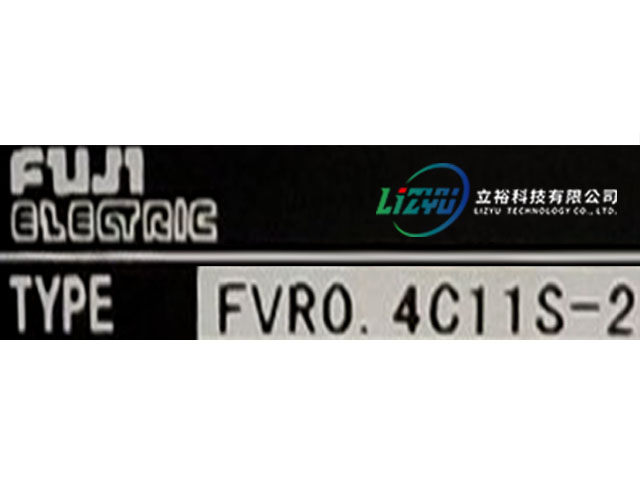 FUJI
ELECTRIC
LiZYU
立裕科技有限公司
LIZYU TECHNOLOGY CO., LTD.
TYPE FVR0.4C11S-2